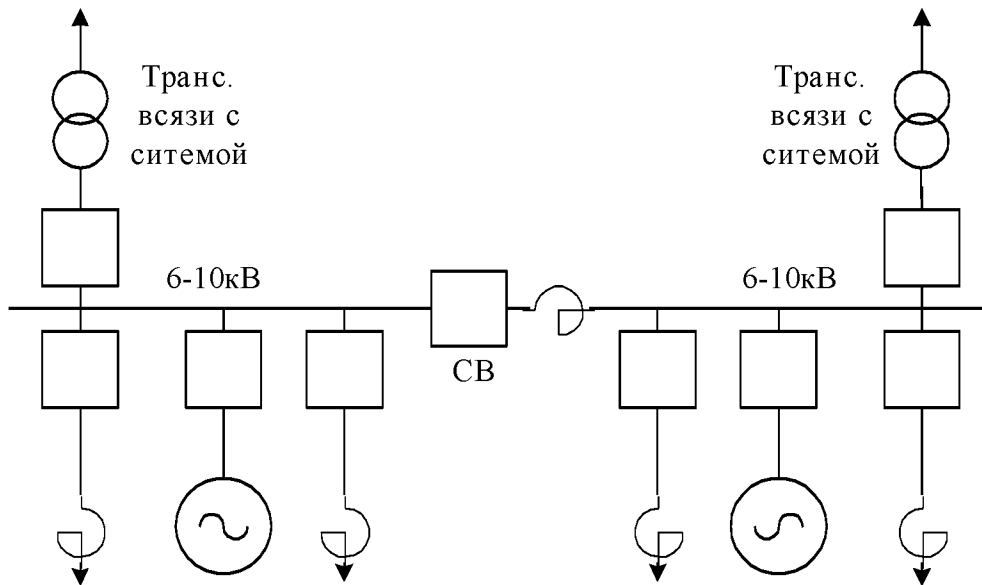 Транс.
всязи с
ситемой
Транс.
всязи с
ситемой
6-10кВ
6-10кВ
СВ